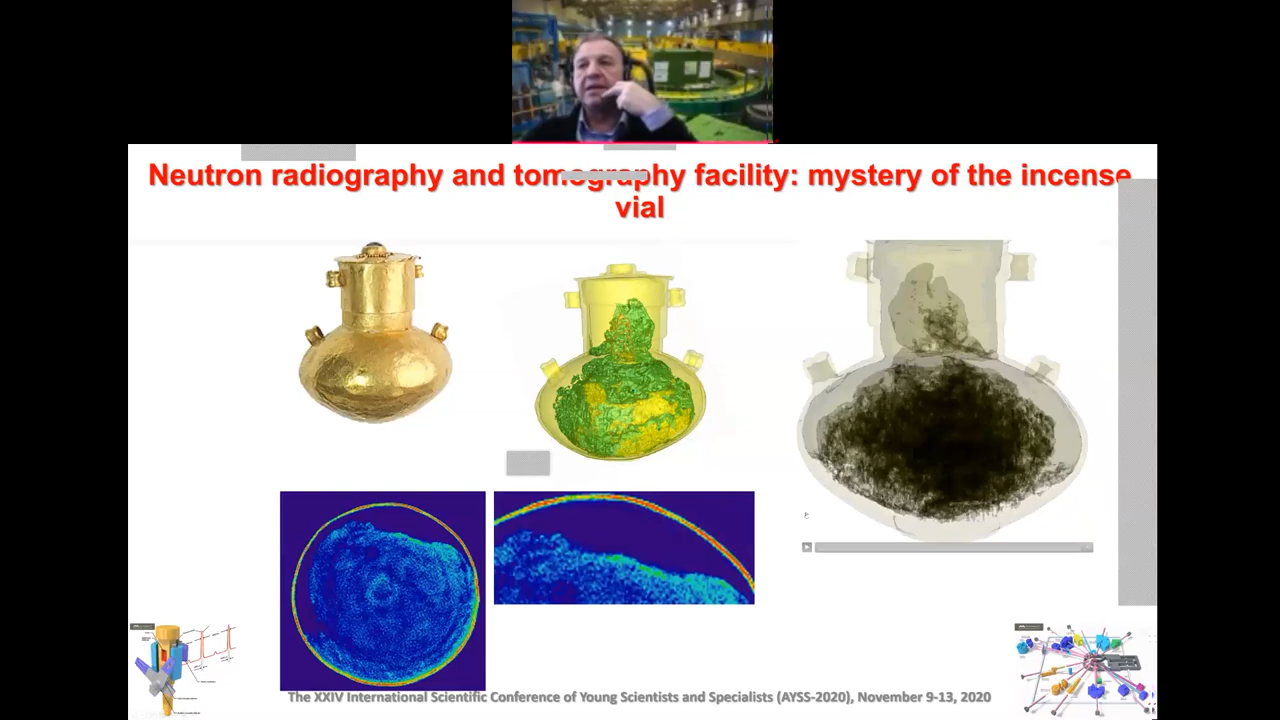 Neutron radiography and tomography facility: mystery of the incense
vial
The XXIV International Scientific Conference of Young Scientists and Specialists (AYSS-2020), November 9-13, 2020